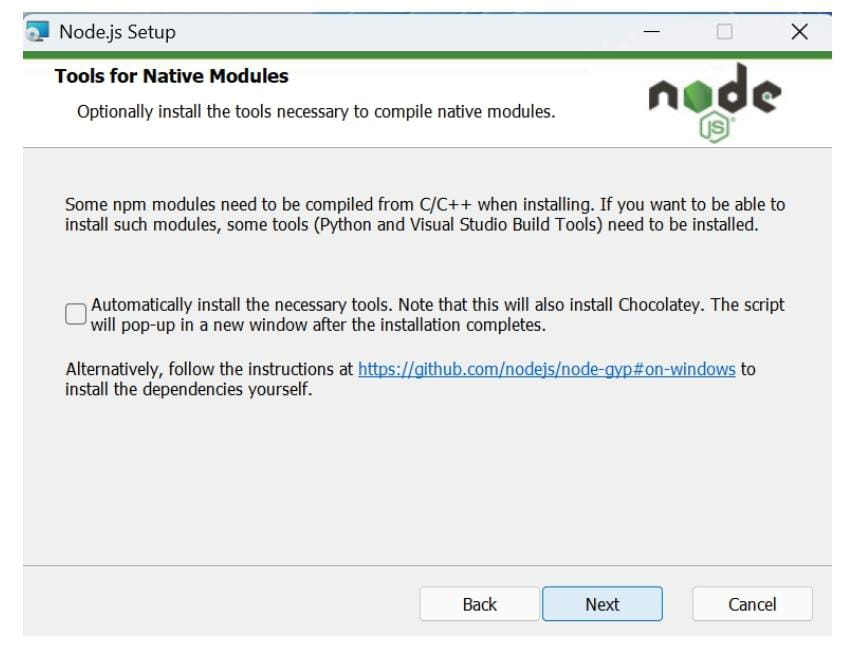 Node.js Setup
Tools for Native Modules
Optionally install the tools necessary to compile native modules.
node
JS
Some npm modules need to be compiled from C/C++ when installing. If you want to be able to
install such modules, some tools (Python and Visual Studio Build Tools) need to be installed.
Automatically install the necessary tools. Note that this will also install Chocolatey. The script
will pop-up in a new window after the installation completes.
Alternatively, follow the instructions at https://github.com/nodejs/node-gyp#on-windows to
install the dependencies yourself.
Back
Next
Cancel